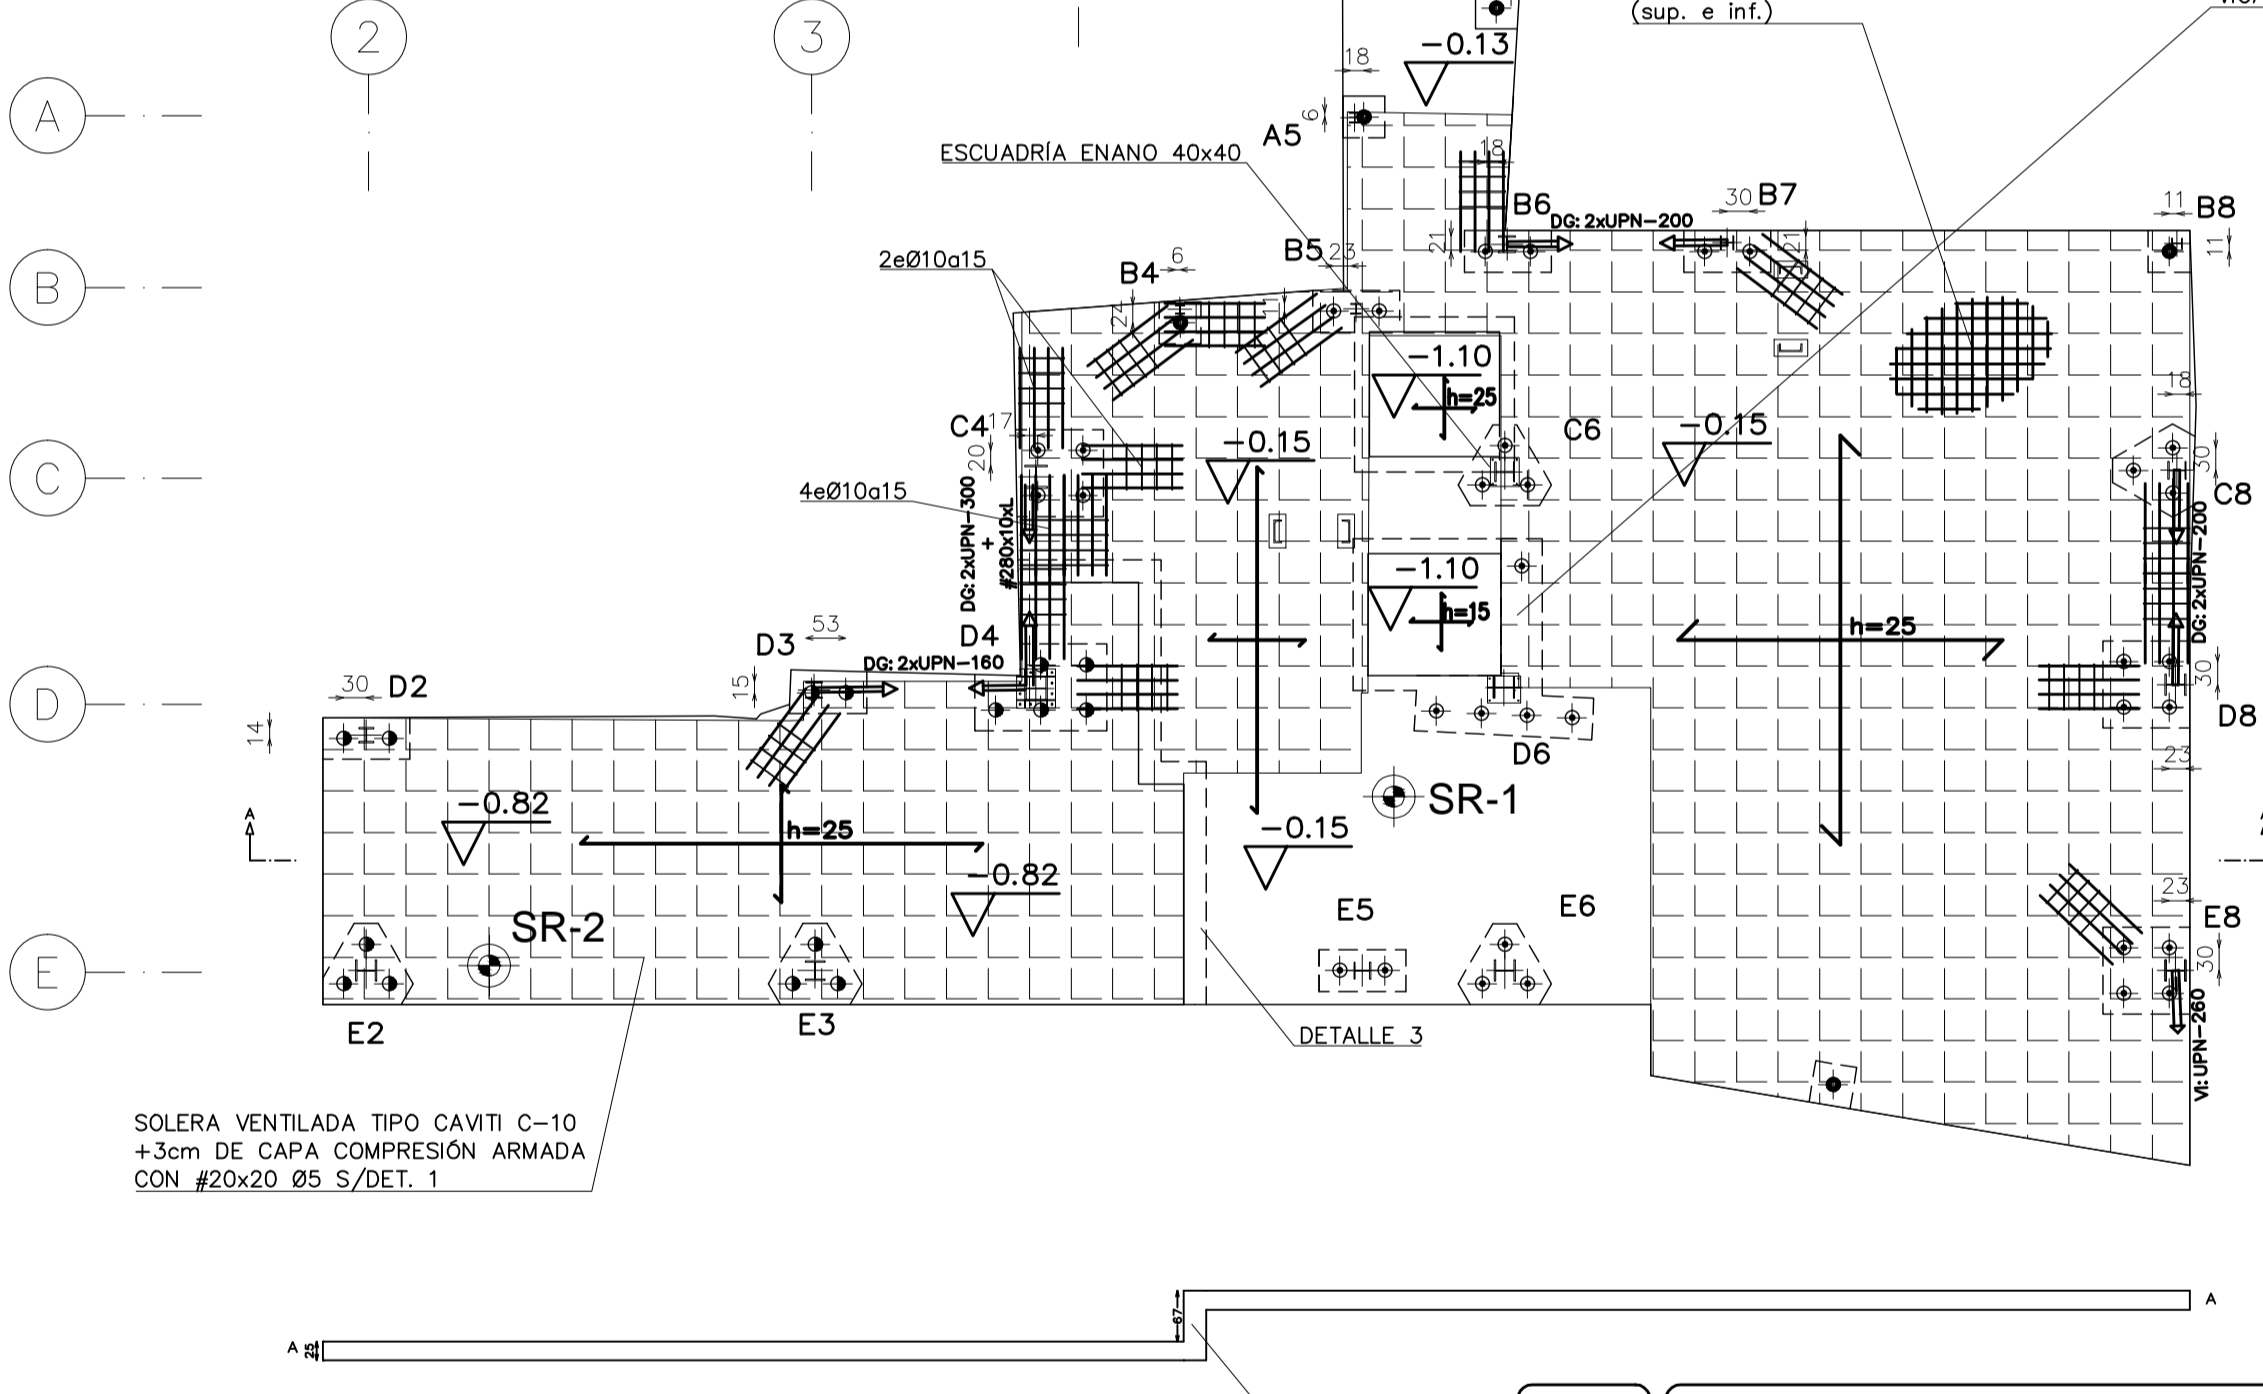 2
3
(sup. e inf.)
-0.13
18
A
6
A5
ESCUADRÍA ENANO 40x40
18
B6
30
B7
11
B8
DG: 2xUPN-200
21
21
11
B5
23
2eØ10a15
B4
6
B
24
11
-1.10
h=25
18
C4
17
20
-0.15
C6
-0.15
30
C
C8
4eØ10a15
DG: 2xUPN-300
+
#280x10xL
DG: 2xUPN-200
-1.10
h=15
h=25
D3
53
D4
DG: 2xUPN-160
30
D2
15
30
D
D8
14
D6
23
-0.82
SR-1
h=25
-0.15
A
-0.82
23
SR-2
E5
E6
E8
30
E
E2
E3
DETALLE 3
VI: UPN-260
SOLERA VENTILADA TIPO CAVITI C-10
+3cm DE CAPA COMPRESIÓN ARMADA
CON #20x20 Ø5 S/DET. 1
67
A
A
25